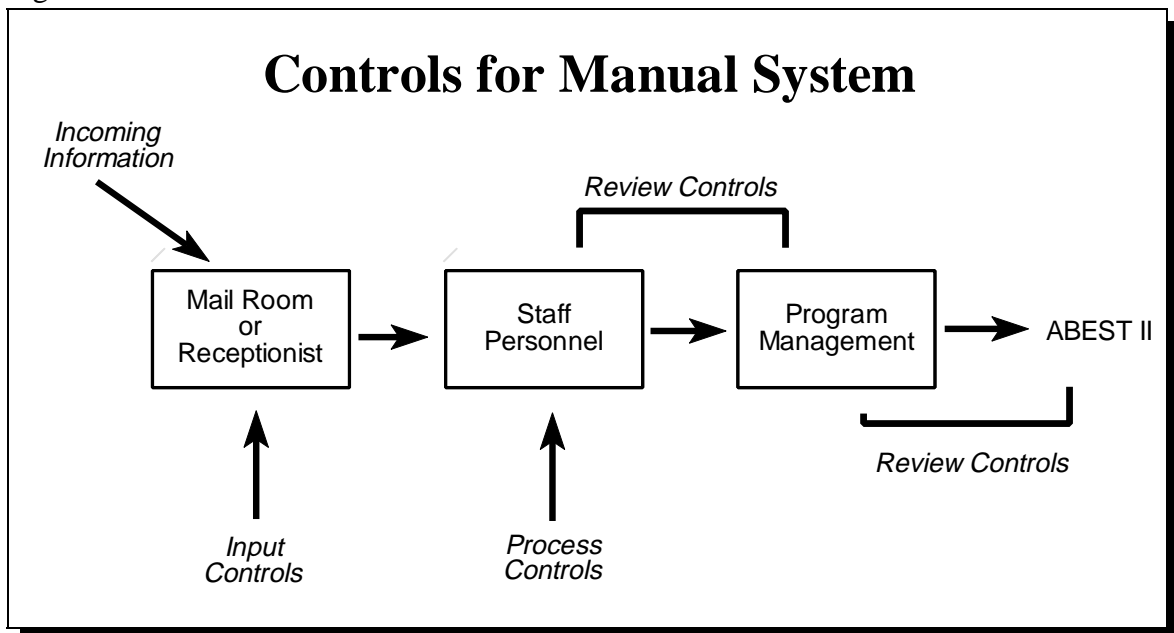 Controls for Manual System
Incoming
Information
Review Controls
Mail Room
or
Receptionist
Staff
Personnel
Program
Management
ABEST II
Review Controls
Input
Controls
Process
Controls